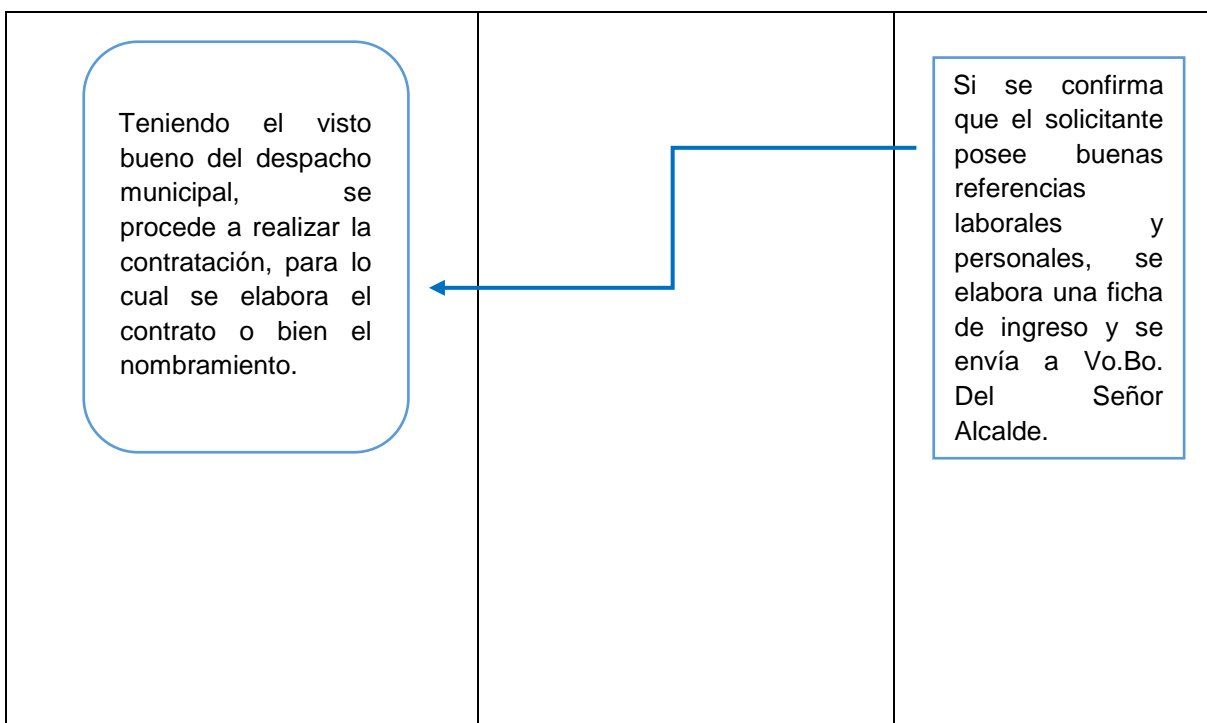 Teniendo el visto
bueno del despacho
municipal, se
procede a realizar la
contratación, para lo
cual se elabora el
contrato o bien el
nombramiento.
Si se confirma
que el solicitante
posee buenas
referencias
laborales y
personales, se
elabora una ficha
de ingreso y se
envía a Vo.Bo.
Del Señor
Alcalde.